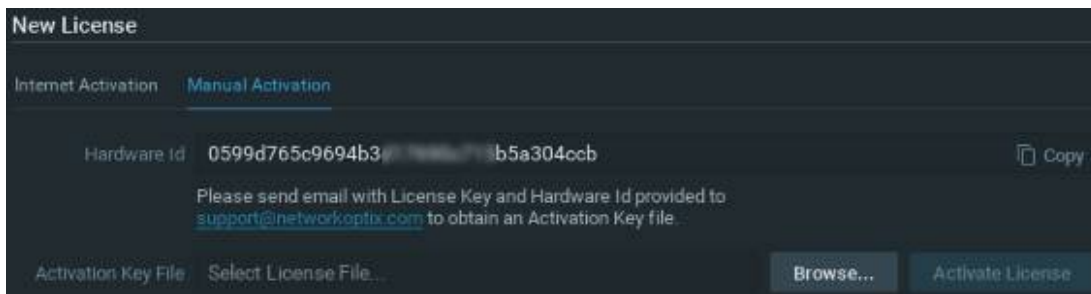 New License
Internet Activation Manual Activation
Hardware Id 0599d765c9694b3 b5a304ccb Copy
Please send email with License Key and Hardware Id provided to
support@networkoptix.com to obtain an Activation Key file.
Activation Key File Select License File... Browse... Activate License